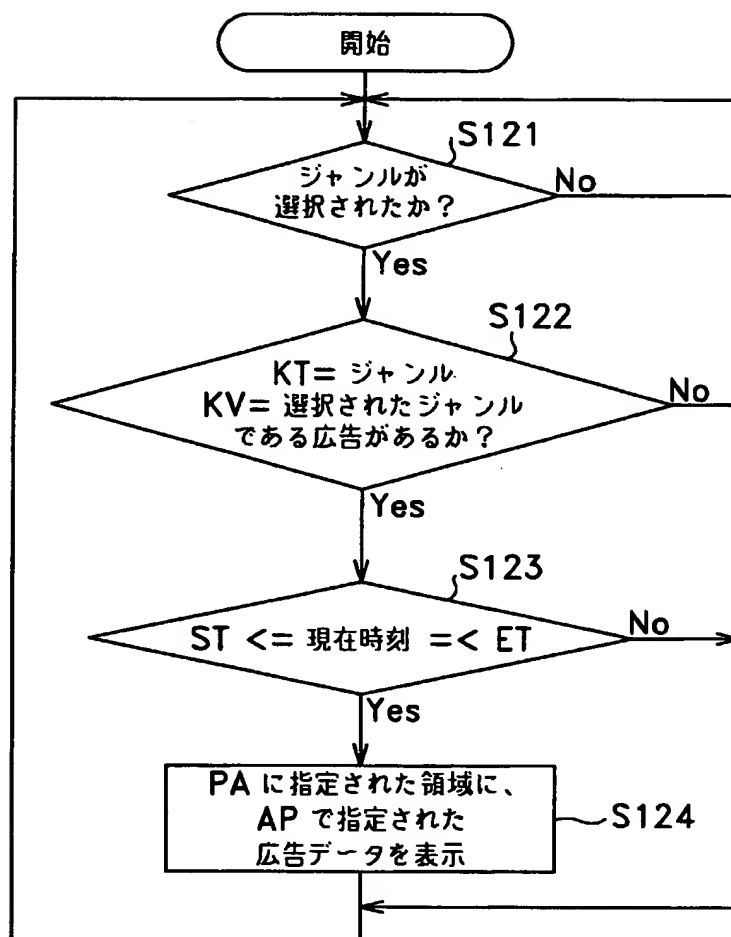 開始
S121
ジャンルが
選択されたか?
No
Yes
S122
KT= ジャンル
KV= 選択されたジャンル
である広告があるか?
No
Yes
S123
ST <= 現在時刻 =< ET
No
Yes
PA に指定された領域に、
AP で指定された
広告データを表示
S124